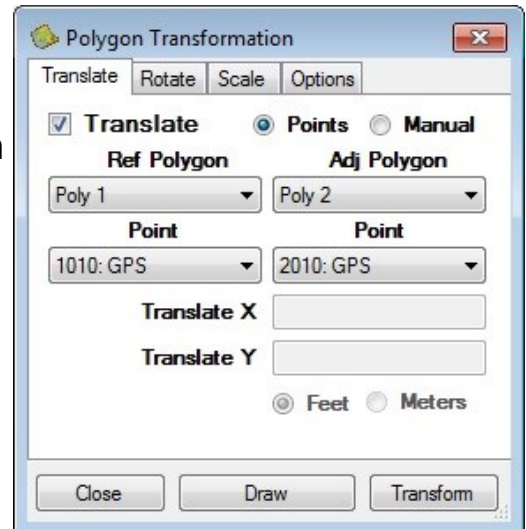 Polygon Transformation
Translate Rotate Scale Options
Translate Points Manual
Ref Polygon Adj Polygon
Poly 1 Poly 2
Point Point
1010: GPS 2010: GPS
Translate X
Translate Y
Feet Meters
Close Draw Transform